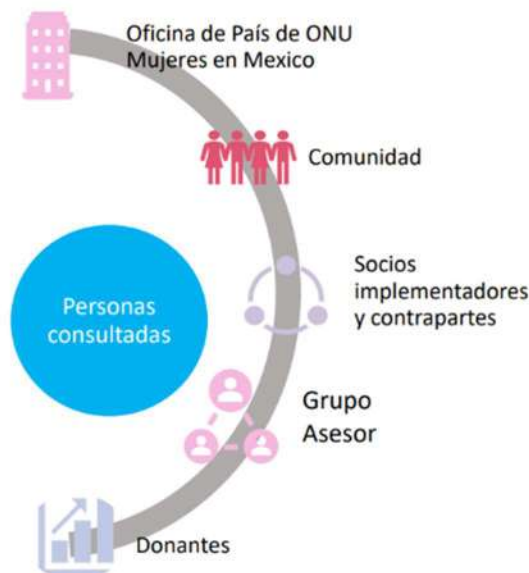 Oficina de País de ONU
Mujeres en Mexico
Comunidad
Personas
consultadas
Socios
implementadores
y contrapartes
Grupo
Asesor
Donantes